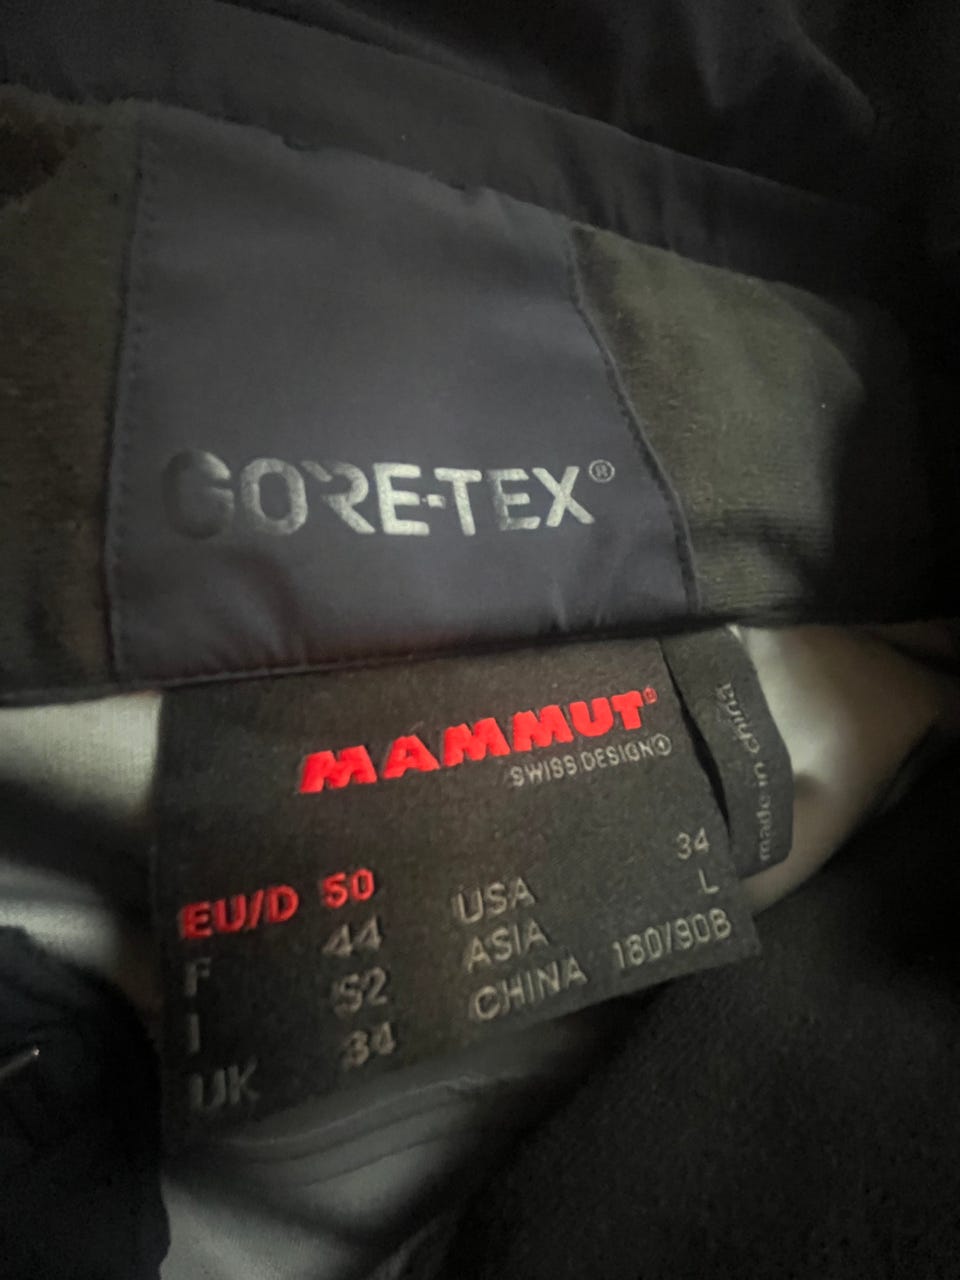 GORE-TEX®
MAMMUT®
SWISS DESIGN
EU/D 50 USA 34
F 44 ASIA L
I 52 CHINA 180/90B
UK 34
made in China